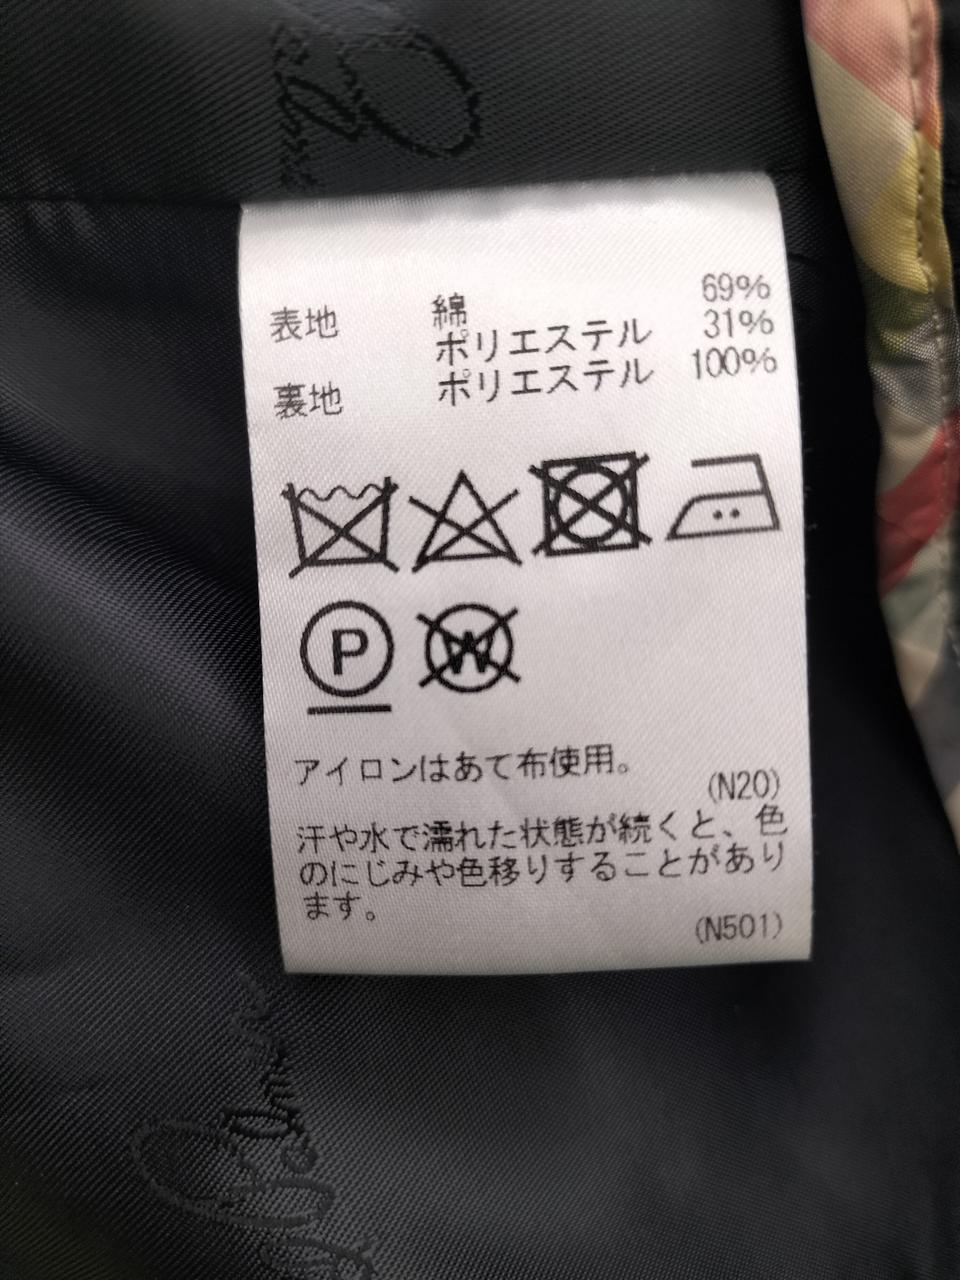 表地 綿 69%
ポリエステル 31%
裏地 ポリエステル 100%
P W
アイロンはあて布使用。
(N20)
汗や水で濡れた状態が続くと、色
のにじみや色移りすることがあり
ます。
(N501)